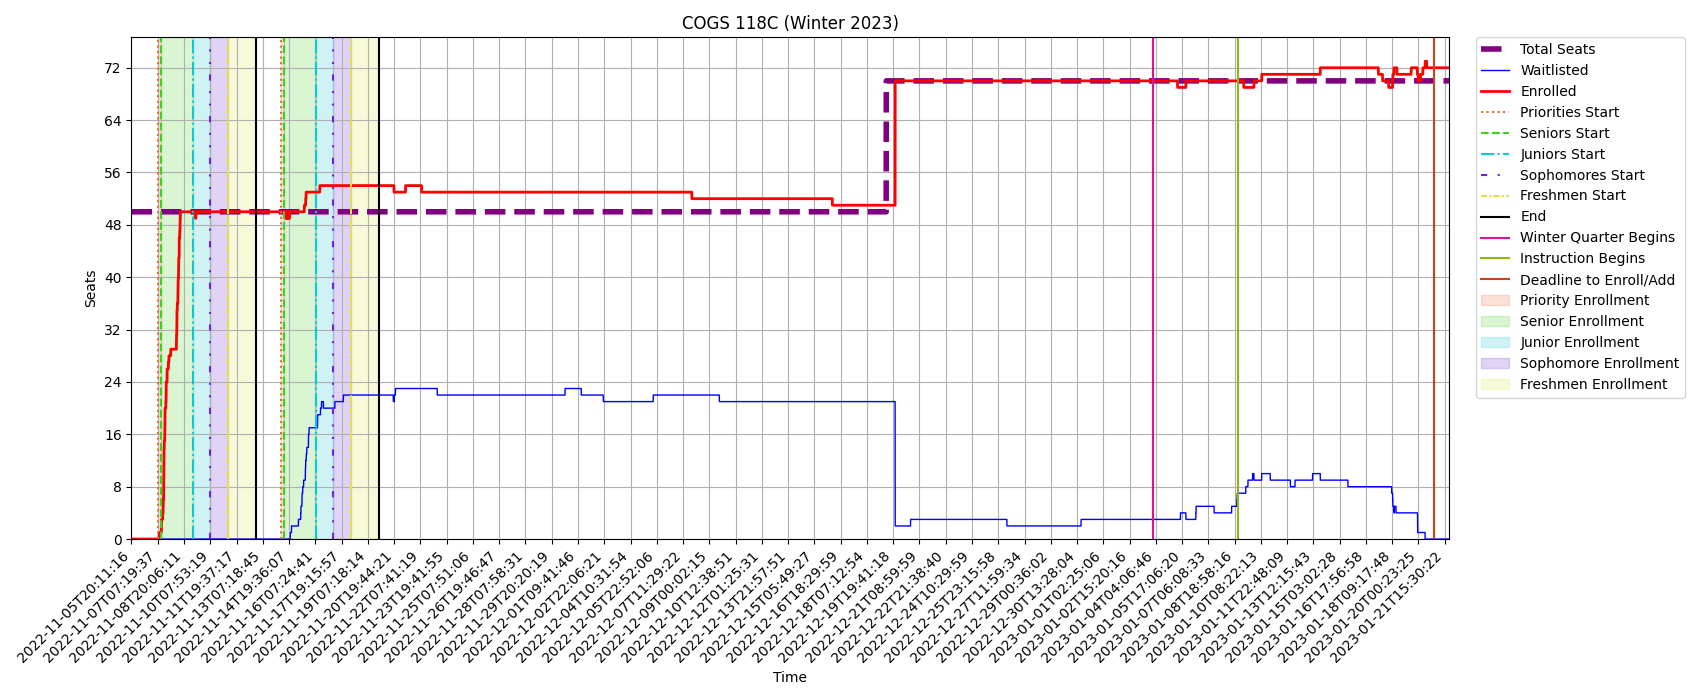 COGS 118C (Winter 2023)
Seats
72
64
56
48
40
32
24
16
8
0
2022-11-05T20:11:16
2022-11-07T07:19:37
2022-11-08T20:06:11
2022-11-10T07:53:19
2022-11-11T19:37:17
2022-11-13T07:18:45
2022-11-14T19:36:07
2022-11-16T07:24:41
2022-11-17T19:15:57
2022-11-19T07:18:14
2022-11-20T19:44:21
2022-11-22T07:41:19
2022-11-23T19:41:55
2022-11-25T07:51:06
2022-11-26T19:46:47
2022-11-28T07:58:31
2022-11-29T20:20:19
2022-12-01T09:41:46
2022-12-02T22:06:21
2022-12-04T10:31:54
2022-12-05T22:52:06
2022-12-07T11:29:22
2022-12-09T00:02:15
2022-12-10T12:38:51
2022-12-12T01:25:31
2022-12-13T21:57:51
2022-12-15T05:49:27
2022-12-16T18:29:59
2022-12-18T07:12:54
2022-12-19T19:41:18
2022-12-21T08:59:59
2022-12-22T21:38:40
2022-12-24T10:29:59
2022-12-25T23:15:58
2022-12-27T11:59:34
2022-12-29T00:36:02
2022-12-30T13:28:04
2023-01-01T02:25:06
2023-01-02T15:20:16
2023-01-04T04:06:46
2023-01-05T17:06:20
2023-01-07T06:08:33
2023-01-08T18:58:16
2023-01-10T08:22:13
2023-01-11T22:48:09
2023-01-13T12:15:43
2023-01-15T03:02:28
2023-01-16T17:56:58
2023-01-18T09:17:48
2023-01-20T00:23:25
2023-01-21T15:30:22
Time
Total Seats
Waitlisted
Enrolled
Priorities Start
Seniors Start
Juniors Start
Sophomores Start
Freshmen Start
End
Winter Quarter Begins
Instruction Begins
Deadline to Enroll/Add
Priority Enrollment
Senior Enrollment
Junior Enrollment
Sophomore Enrollment
Freshmen Enrollment